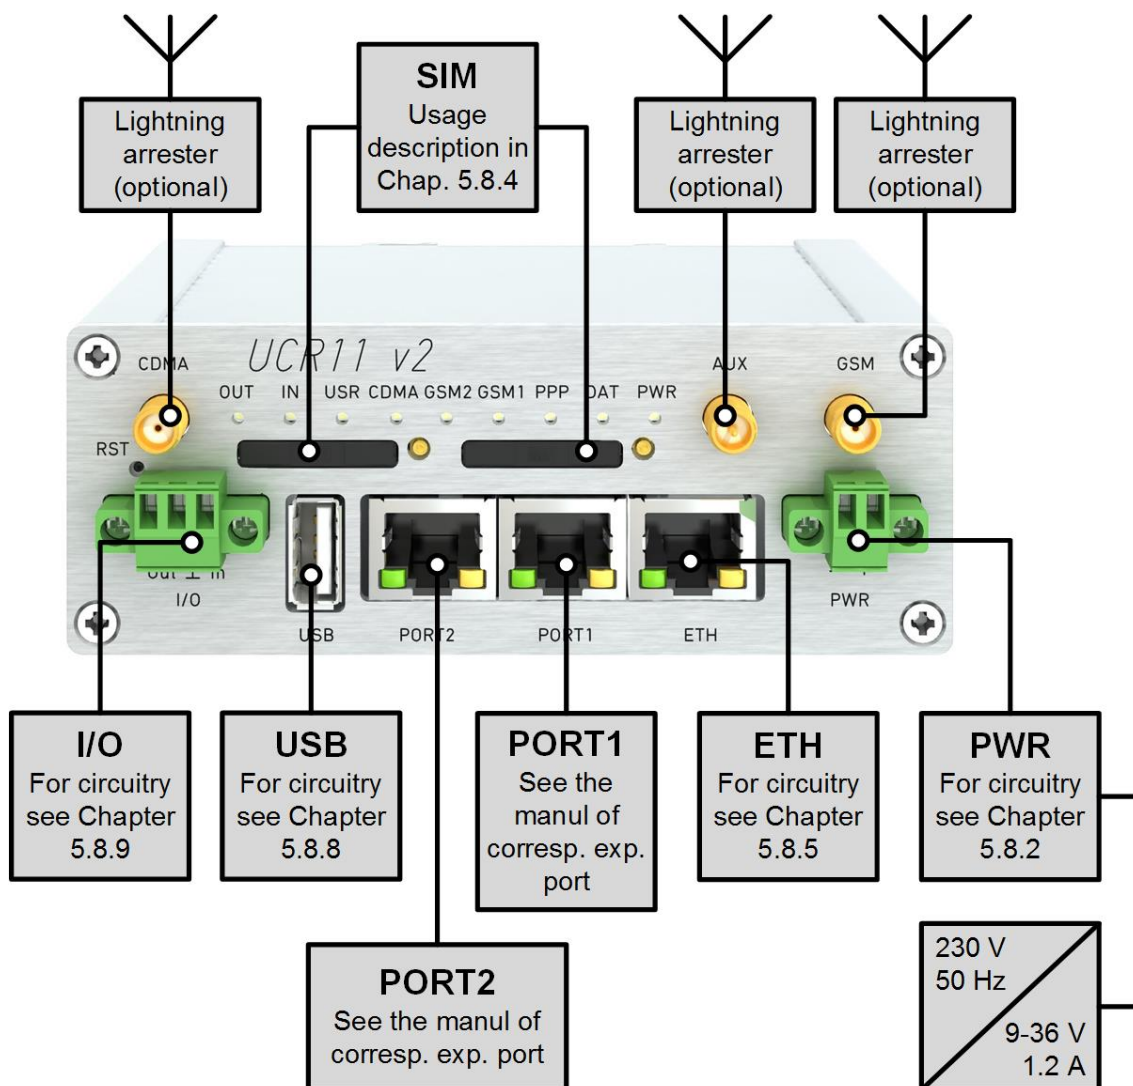 SIM
Usage
description in
Chap. 5.8.4
Lightning
arrester
(optional)
Lightning
arrester
(optional)
Lightning
arrester
(optional)
UCR11 v2
CDMA
AUX
GSM
OUT IN USR CDMA GSM2 GSM1 PPP DAT PWR
RST
Out ⊥ In
I/O
PWR
USB
PORT2
PORT1
ETH
I/O
For circuitry
see Chapter
5.8.9
USB
For circuitry
see Chapter
5.8.8
PORT1
See the
manul of
corresp. exp.
port
ETH
For circuitry
see Chapter
5.8.5
PWR
For circuitry
see Chapter
5.8.2
PORT2
See the manul of
corresp. exp. port
230 V
50 Hz
9-36 V
1.2 A